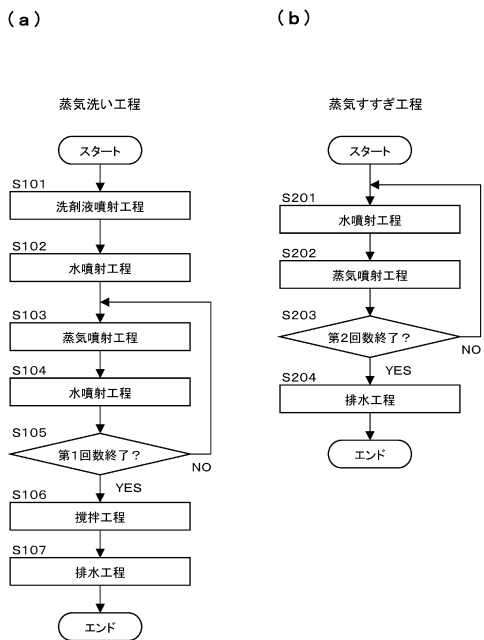 (a)
蒸気洗い工程
スタート
S101
洗剤液噴射工程
S102
水噴射工程
S103
蒸気噴射工程
S104
水噴射工程
S105
第1回数終了?
NO
YES
S106
撹拌工程
S107
排水工程
エンド
(b)
蒸気すすぎ工程
スタート
S201
水噴射工程
S202
蒸気噴射工程
S203
第2回数終了?
NO
YES
S204
排水工程
エンド